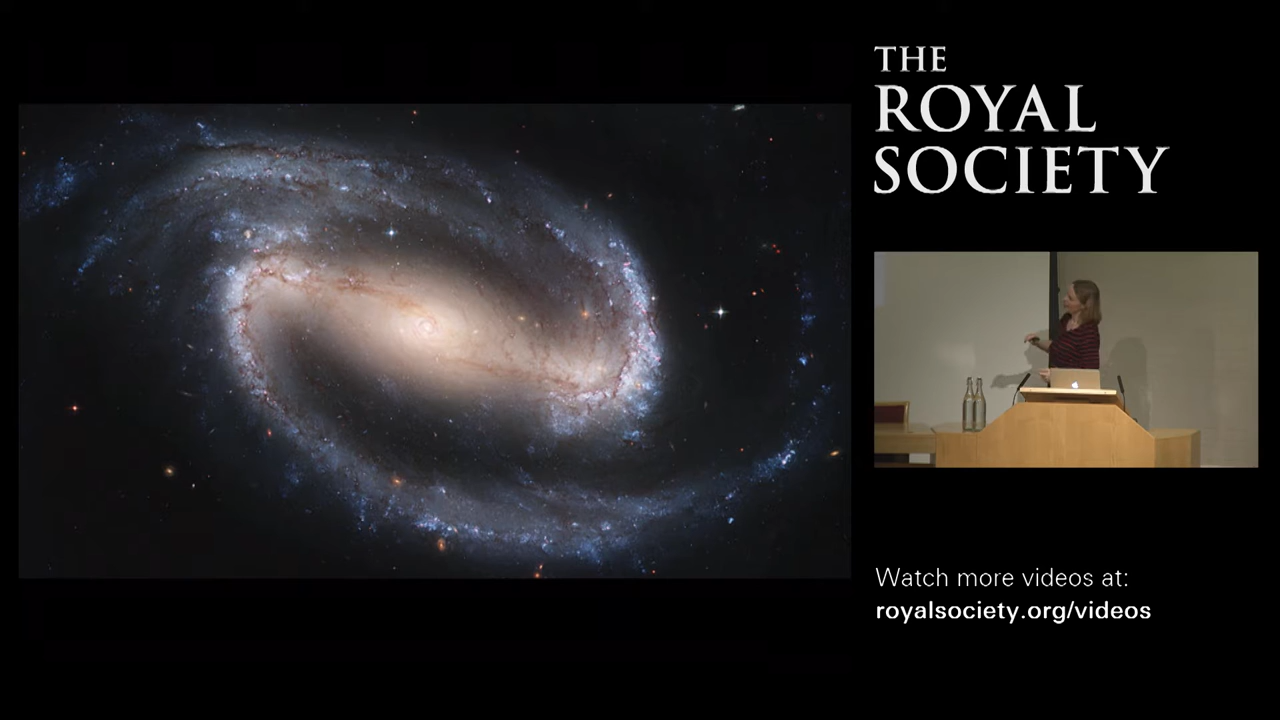 THE
ROYAL
SOCIETY
Watch more videos at:
royalsociety.org/videos